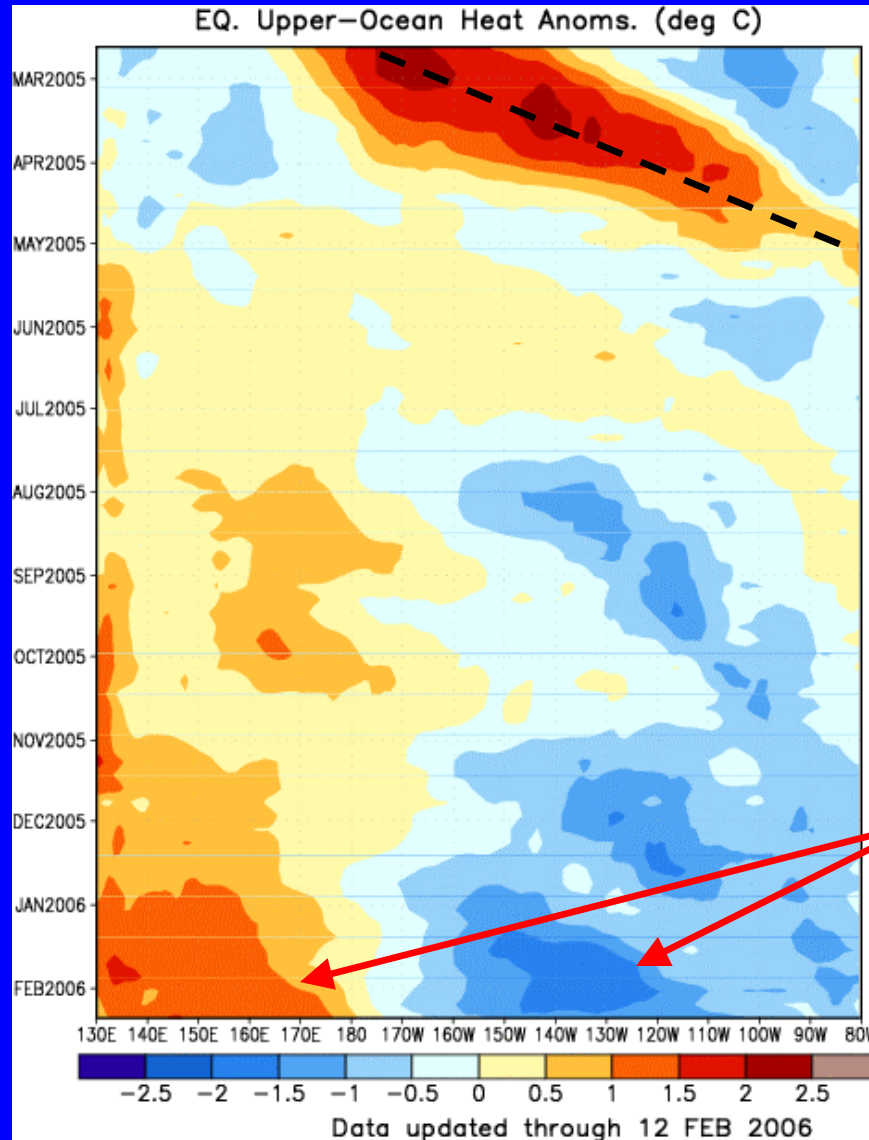 EQ. Upper-Ocean Heat Anoms. (deg C)
MAR2005
APR2005
MAY2005
JUN2005
JUL2005
AUG2005
SEP2005
OCT2005
NOV2005
DEC2005
JAN2006
FEB2006
130E 140E 150E 160E 170E 180 170W 160W 150W 140W 130W 120W 110W 100W 90W 80W
-2.5 -2 -1.5 -1 -0.5 0 0.5 1 1.5 2 2.5
Data updated through 12 FEB 2006